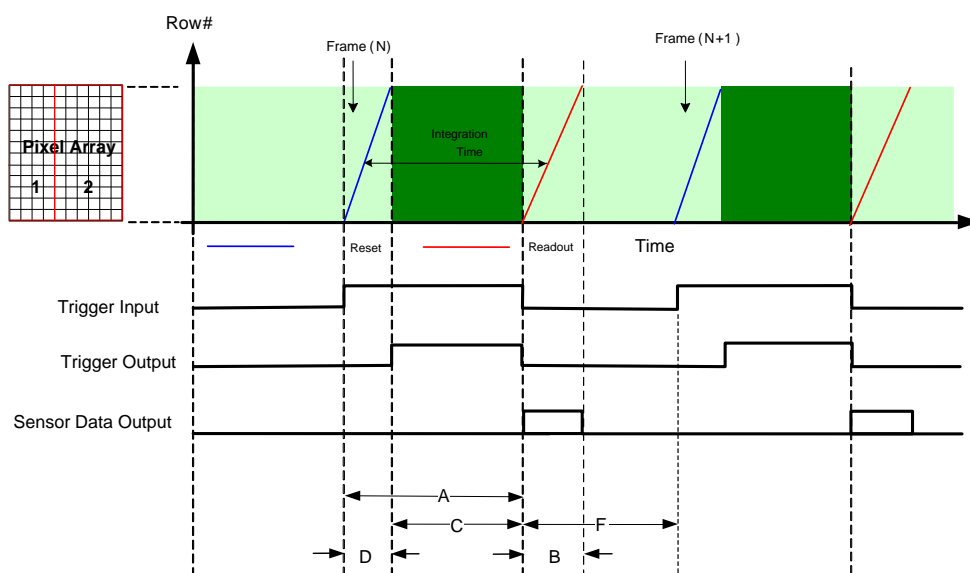 Row#
Frame (N)
Frame (N+1)
Pixel Array
1 2
Integration
Time
Reset
Readout
Time
Trigger Input
Trigger Output
Sensor Data Output
A
C
F
D
B